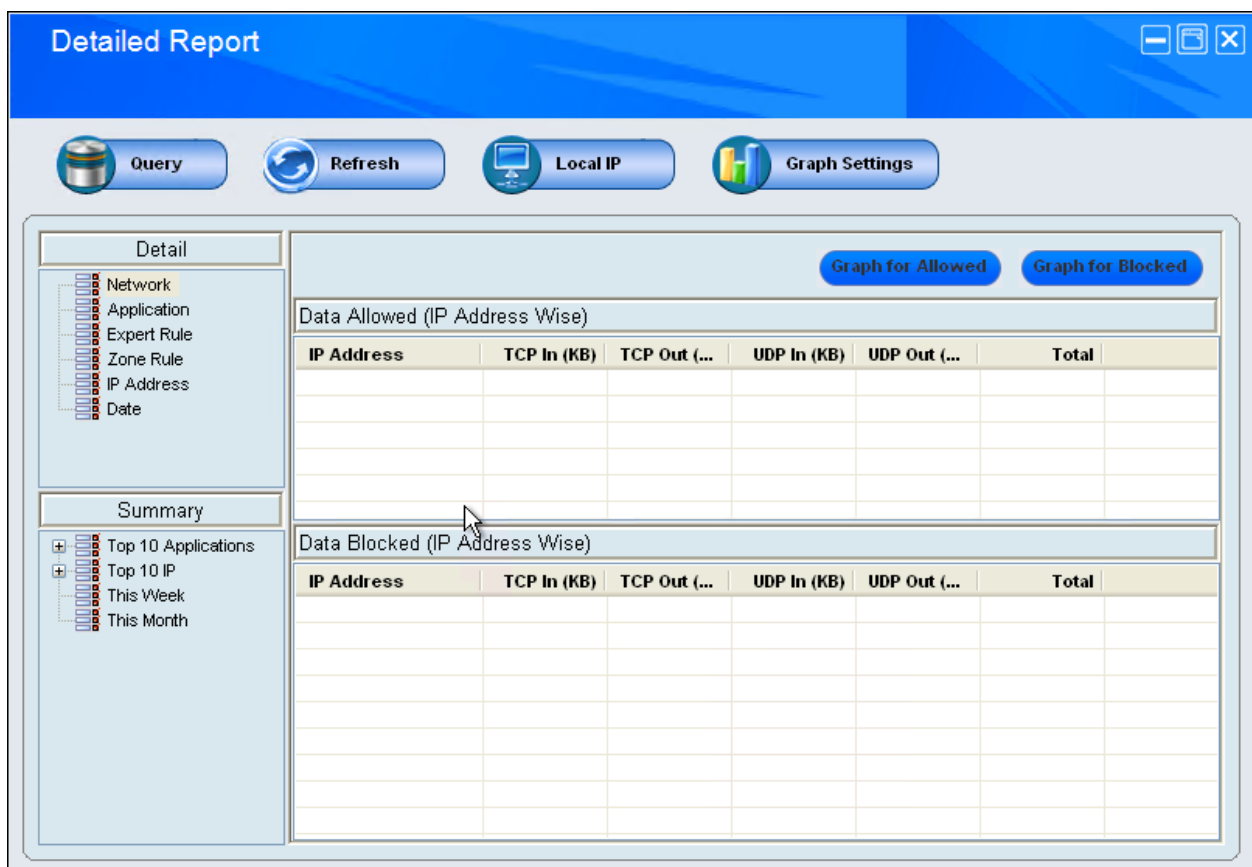 Detailed Report
Query
Refresh
Local IP
Graph Settings
Detail
Network
Application
Expert Rule
Zone Rule
IP Address
Date
Summary
Top 10 Applications
Top 10 IP
This Week
This Month
Graph for Allowed
Graph for Blocked
Data Allowed (IP Address Wise)
IP Address TCP In (KB) TCP Out (... UDP In (KB) UDP Out (... Total
Data Blocked (IP Address Wise)
IP Address TCP In (KB) TCP Out (... UDP In (KB) UDP Out (... Total